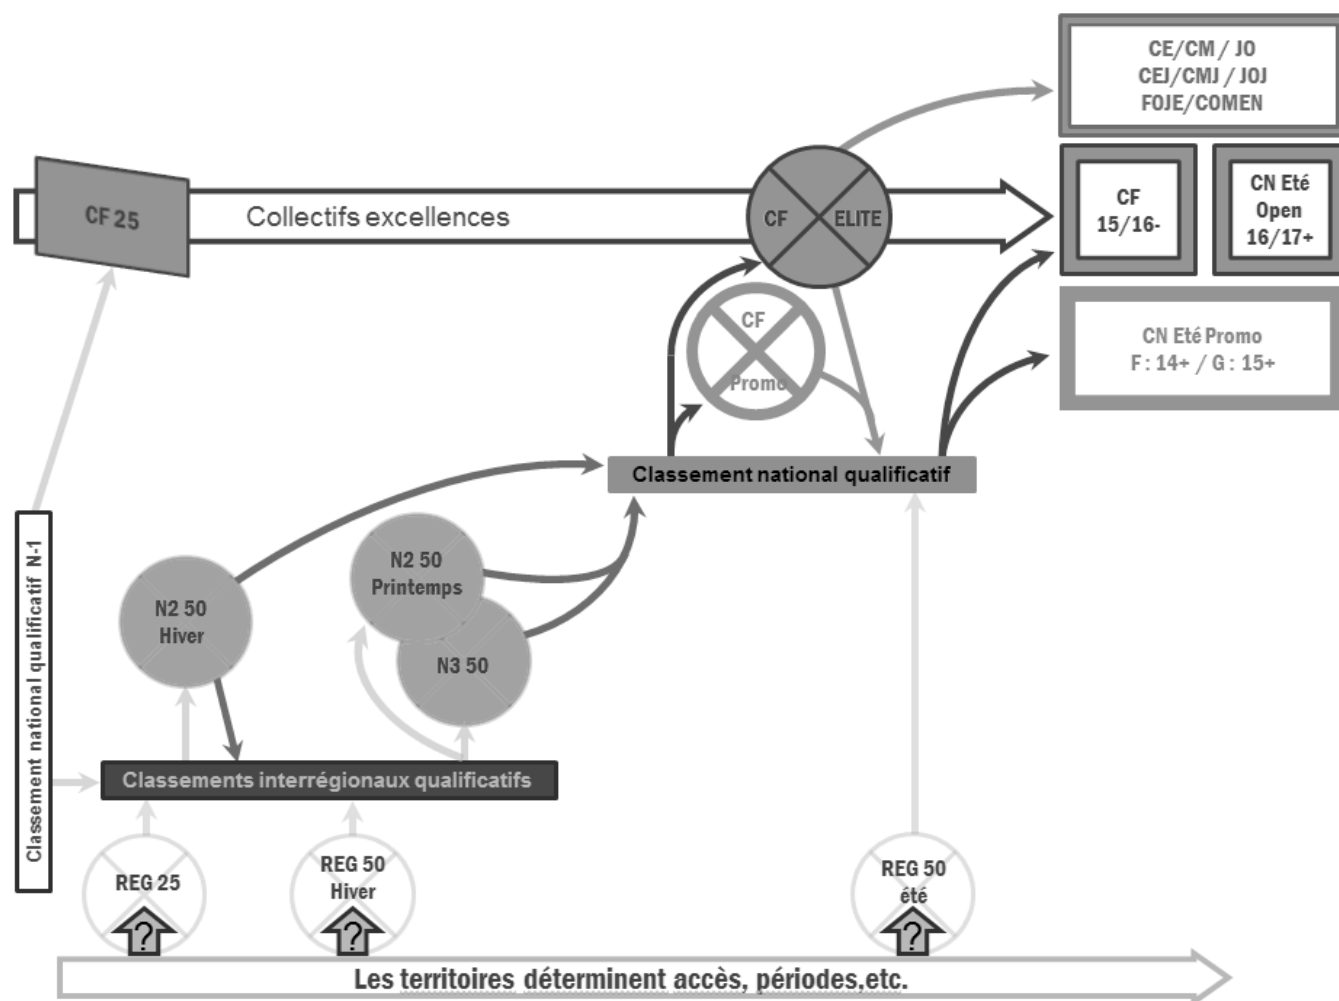 CE/CM / JO
CEJ/CMJ / JOJ
FOJE/COMEN
CF 25
Collectifs excellences
CF
ELITE
CF
15/16-
CN Eté
Open
16/17+
CF
Promo
CN Eté Promo
F : 14+ / G : 15+
Classement national qualificatif
Classement national qualificatif N-1
N2 50
Hiver
N2 50
Printemps
N3 50
Classements interrégionaux qualificatifs
REG 25
?
REG 50
Hiver
?
REG 50
été
?
Les territoires déterminent accès, périodes,etc.